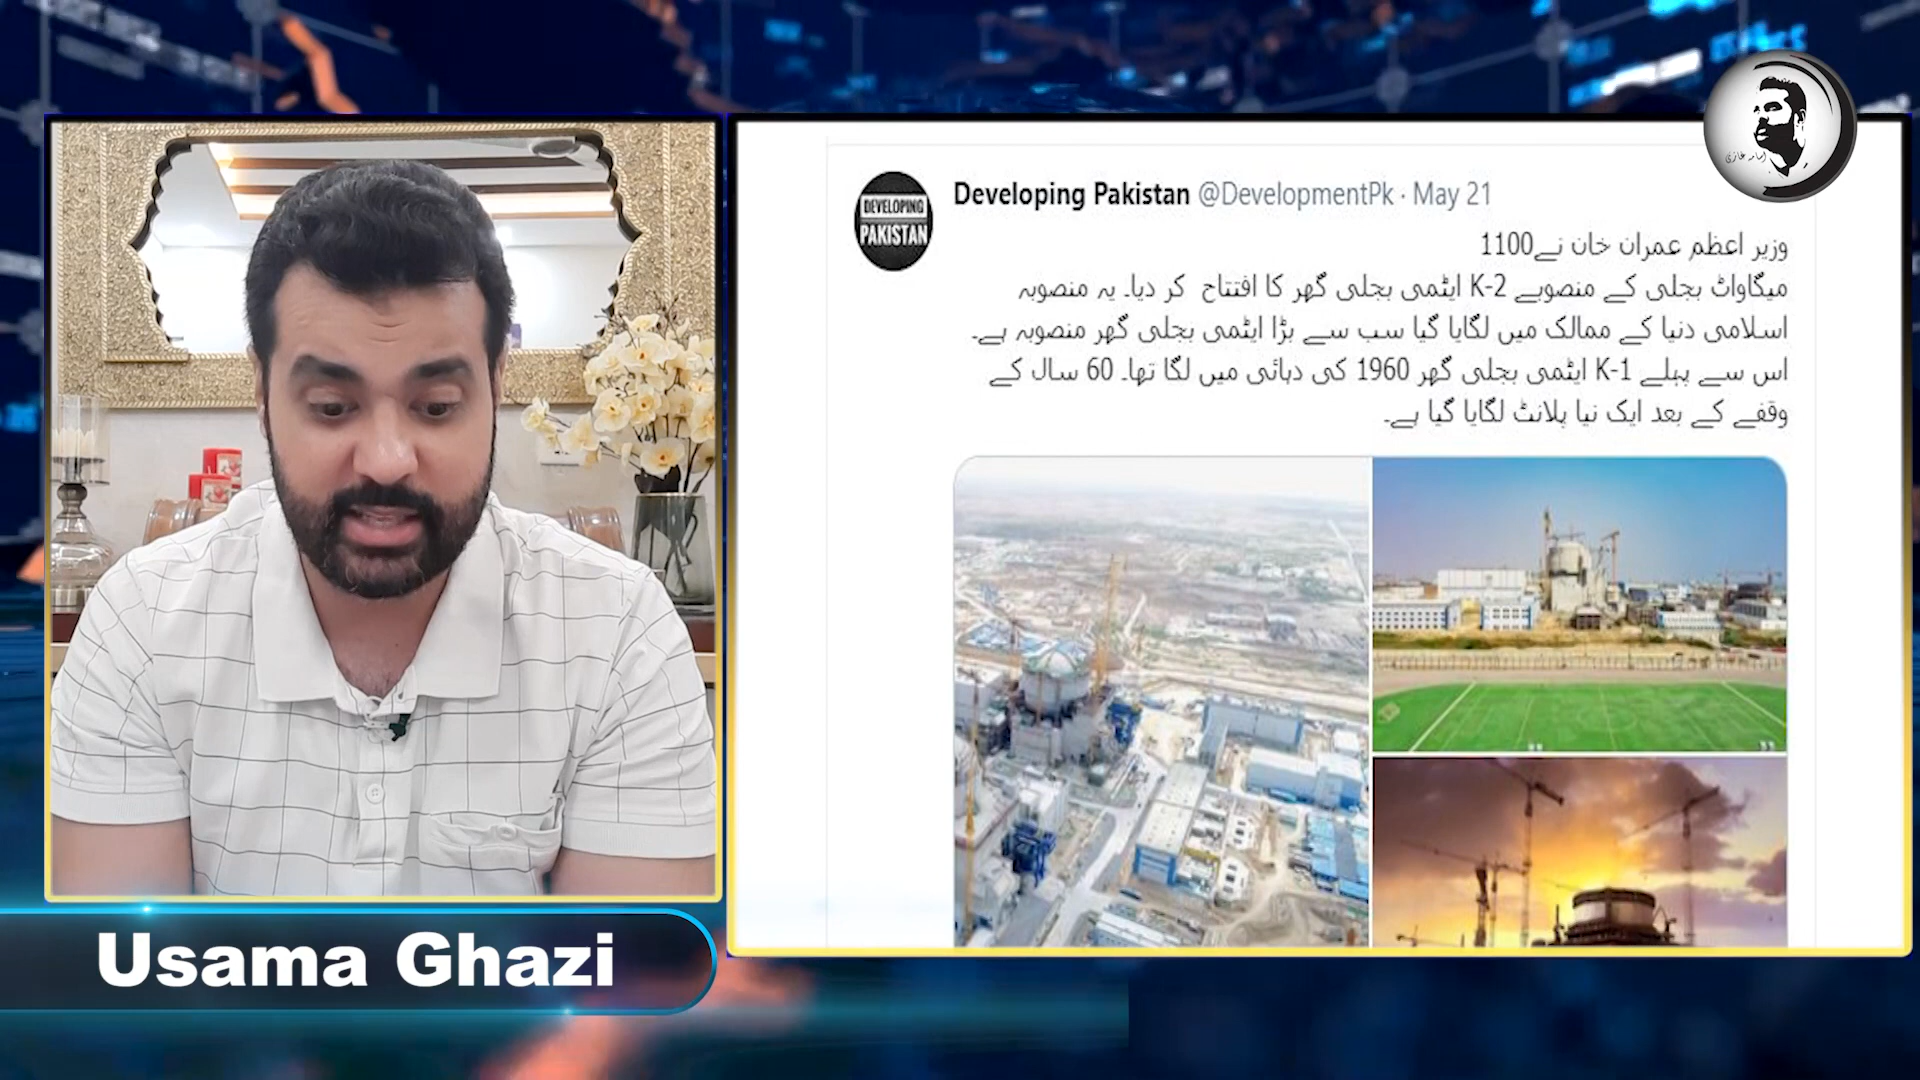 Developing Pakistan @DevelopmentPk · May 21
DEVELOPING
PAKISTAN
وزیر اعظم عمران خان نے1100
میگاواٹ بجلی کے منصوبے K-2 ایٹمی بجلی گھر کا افتتاح کر دیا۔ یہ منصوبہ
اسلامی دنیا کے ممالک میں لگایا گیا سب سے بڑا ایٹمی بجلی گھر منصوبہ ہے۔
اس سے پہلے K-1 ایٹمی بجلی گھر 1960 کی دہائی میں لگا تھا۔ 60 سال کے
وقفے کے بعد ایک نیا پلانٹ لگایا گیا ہے۔
اسامہ غازی
Usama Ghazi